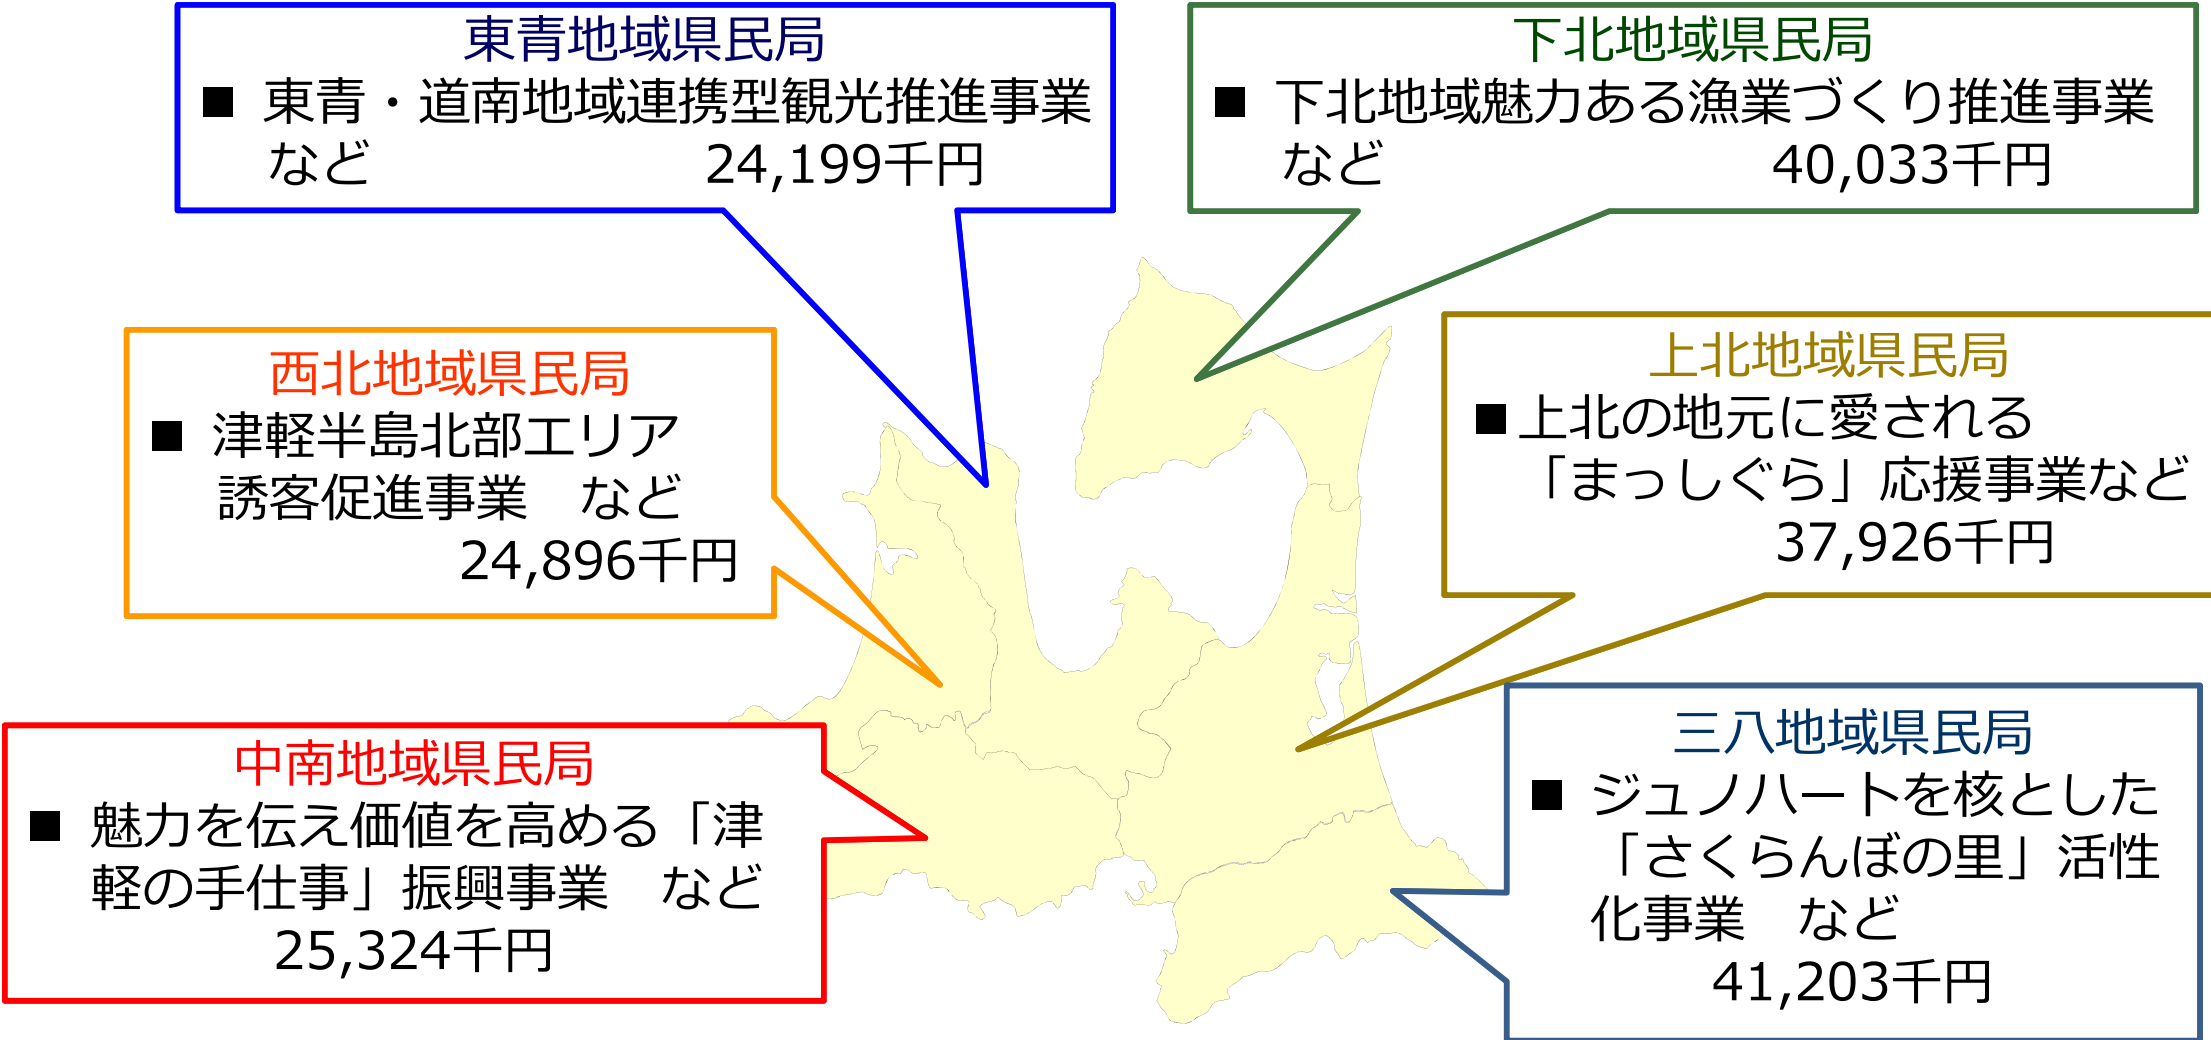 東青地域県民局
■ 東青・道南地域連携型観光推進事業
など 24,199千円
下北地域県民局
■ 下北地域魅力ある漁業づくり推進事業
など 40,033千円
西北地域県民局
■ 津軽半島北部エリア
誘客促進事業 など
24,896千円
上北地域県民局
■上北の地元に愛される
「まっしぐら」応援事業など
37,926千円
中南地域県民局
■ 魅力を伝え価値を高める「津
軽の手仕事」振興事業 など
25,324千円
三八地域県民局
■ ジュノハートを核とした
「さくらんぼの里」活性
化事業 など
41,203千円